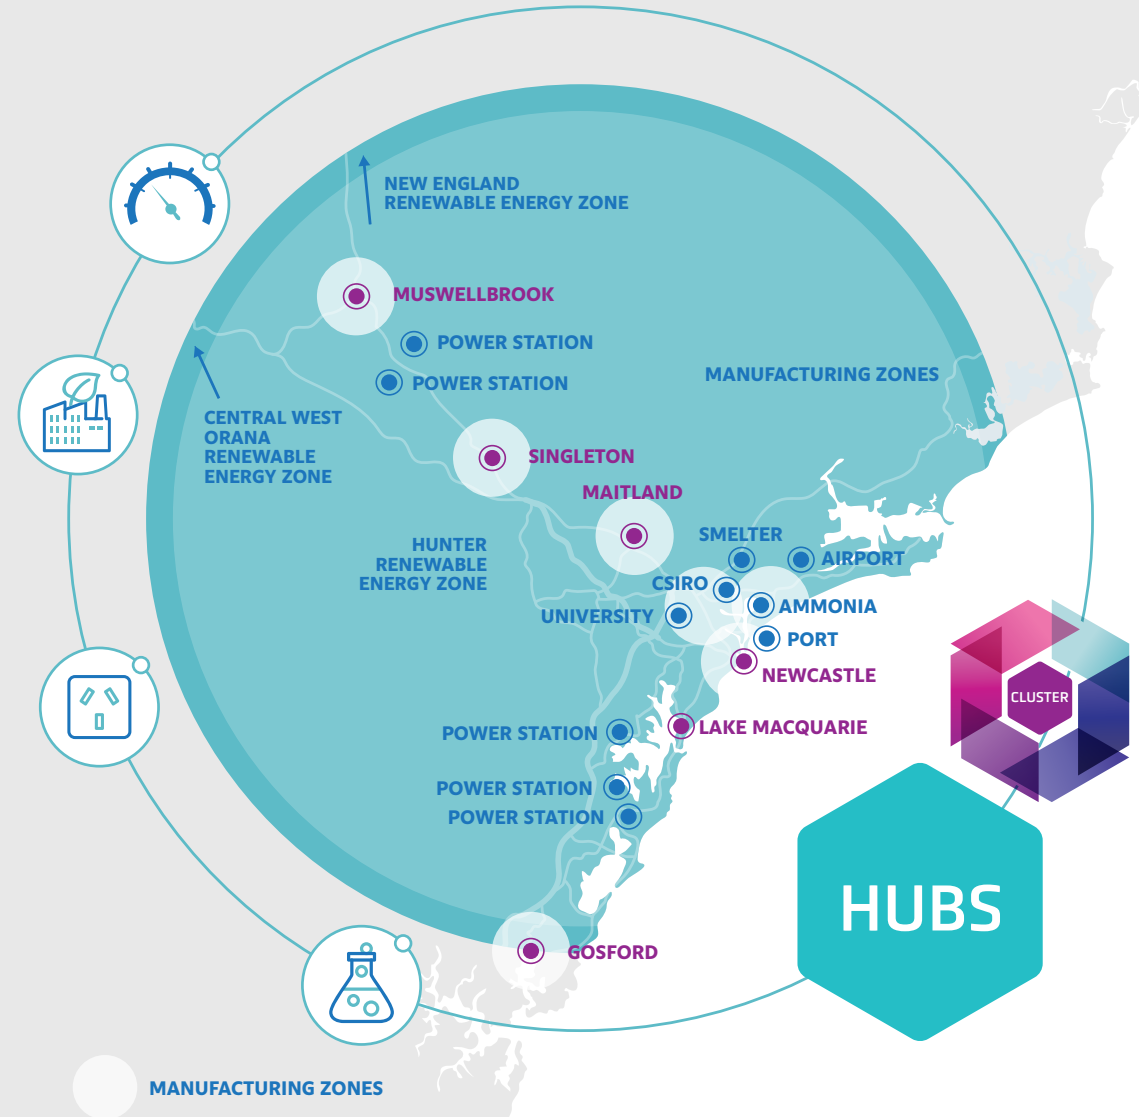 NEW ENGLAND
RENEWABLE ENERGY ZONE
MUSWELLBROOK
POWER STATION
POWER STATION
MANUFACTURING ZONES
CENTRAL WEST
ORANA
RENEWABLE
ENERGY ZONE
SINGLETON
MAITLAND
SMELTER
AIRPORT
HUNTER
RENEWABLE
ENERGY ZONE
CSIRO
AMMONIA
UNIVERSITY
PORT
NEWCASTLE
CLUSTER
LAKE MACQUARIE
POWER STATION
POWER STATION
POWER STATION
HUBS
GOSFORD
MANUFACTURING ZONES